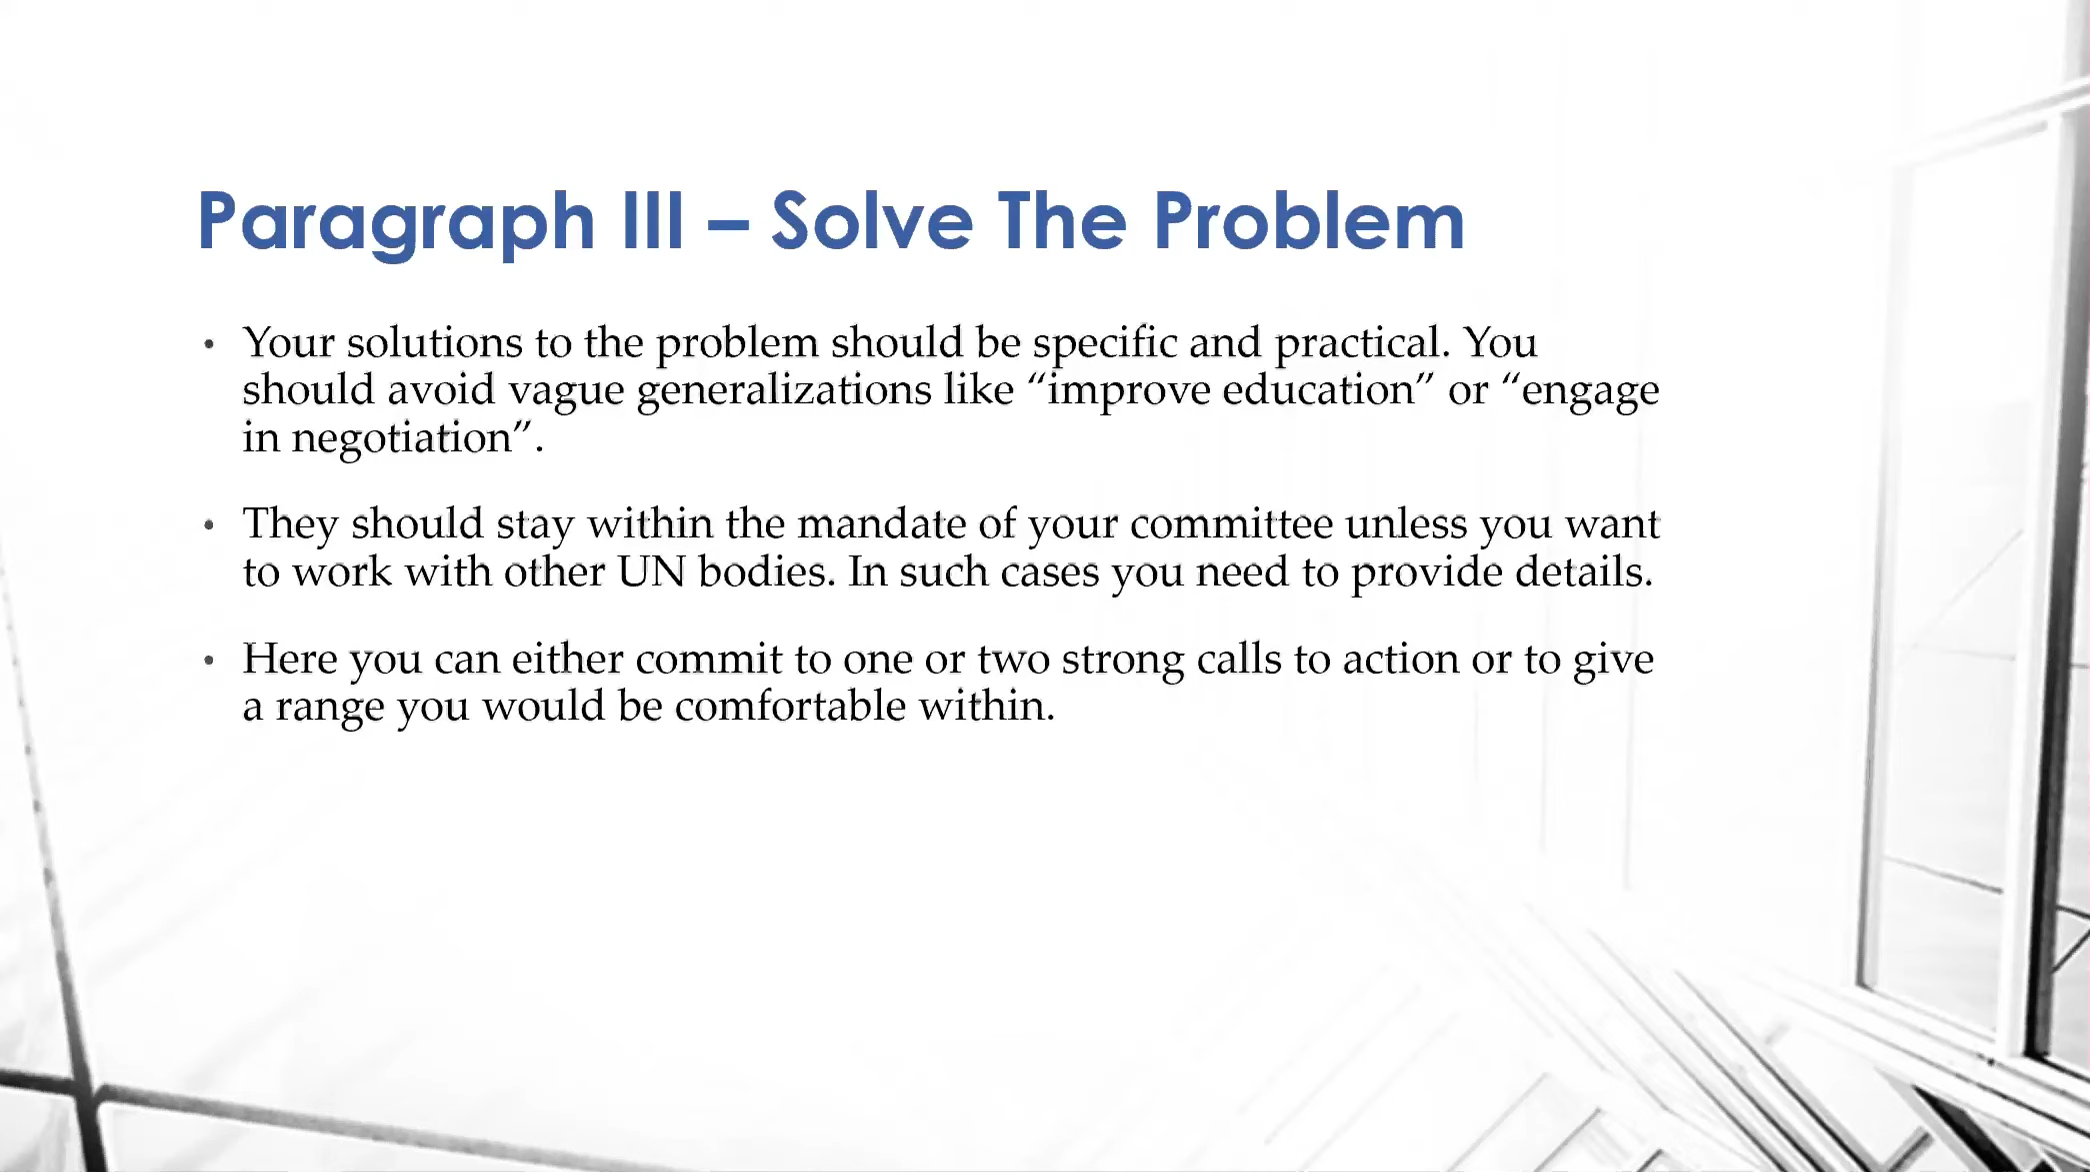 Paragraph III – Solve The Problem
• Your solutions to the problem should be specific and practical. You
should avoid vague generalizations like “improve education” or “engage
in negotiation”.
• They should stay within the mandate of your committee unless you want
to work with other UN bodies. In such cases you need to provide details.
• Here you can either commit to one or two strong calls to action or to give
a range you would be comfortable within.